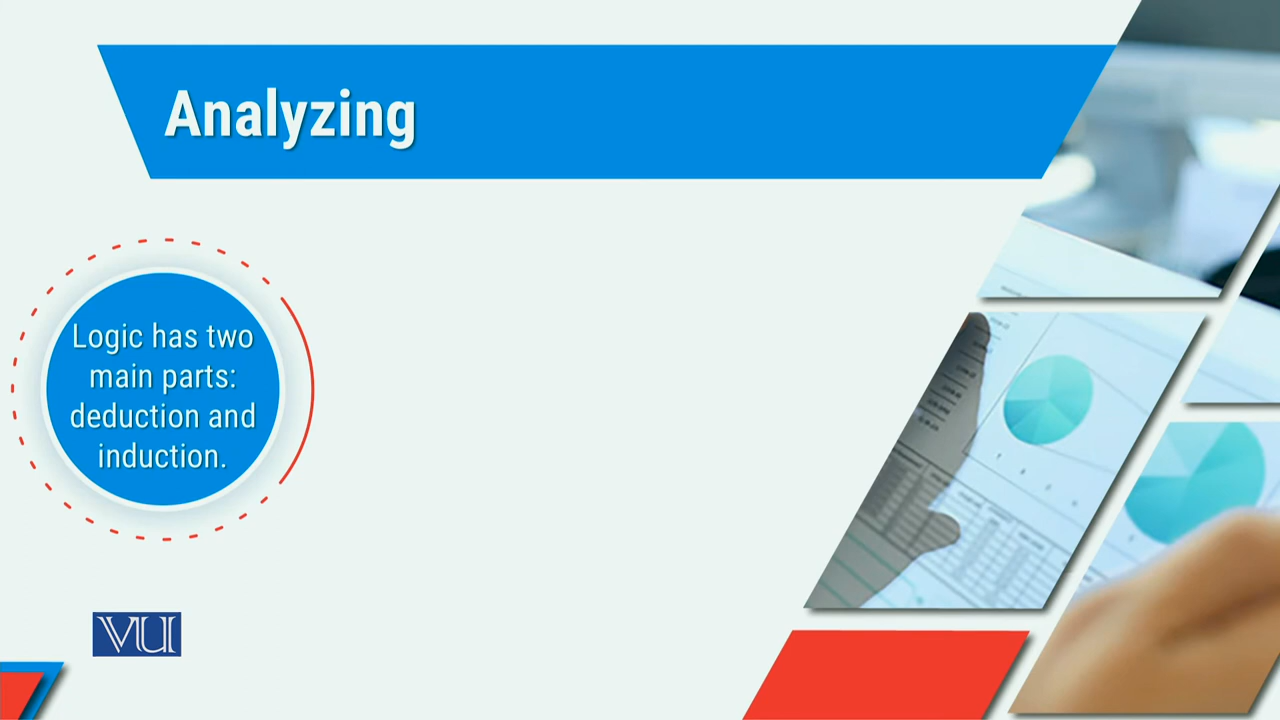 Analyzing
Logic has two
main parts:
deduction and
induction.
VU